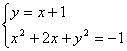 y = x + 1
x² + 2x + y² = −1